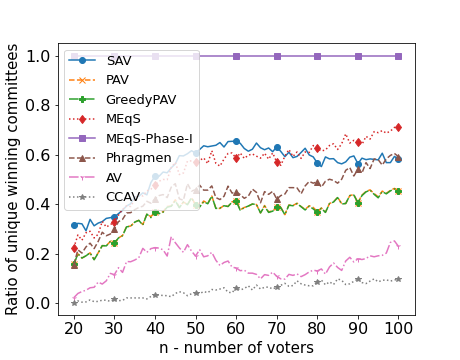 Ratio of unique winning committees
1.0
0.8
0.6
0.4
0.2
0.0
SAV
PAV
GreedyPAV
MEqS
MEqS-Phase-I
Phragmen
AV
CCAV
20 30 40 50 60 70 80 90 100
n - number of voters